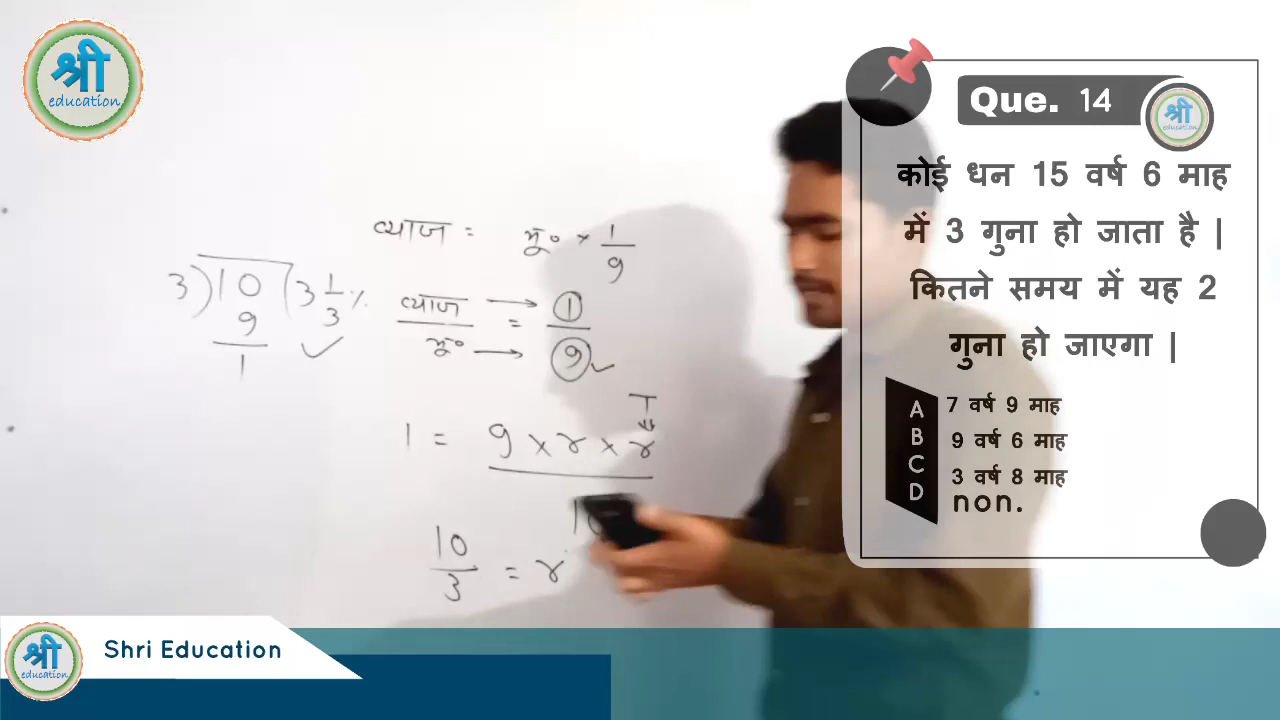 श्री
education
Que. 14
श्री
education
कोई धन 15 वर्ष 6 माह
में 3 गुना हो जाता है |
कितने समय में यह 2
गुना हो जाएगा |
A 7 वर्ष 9 माह
B 9 वर्ष 6 माह
C 3 वर्ष 8 माह
D non.
ब्याज = मू० × 1/9
3)10(3 1/3 %
9
1
ब्याज/मू० = 1/9
T
1 = 9 × r × r
10/3 = r
श्री
education
Shri Education